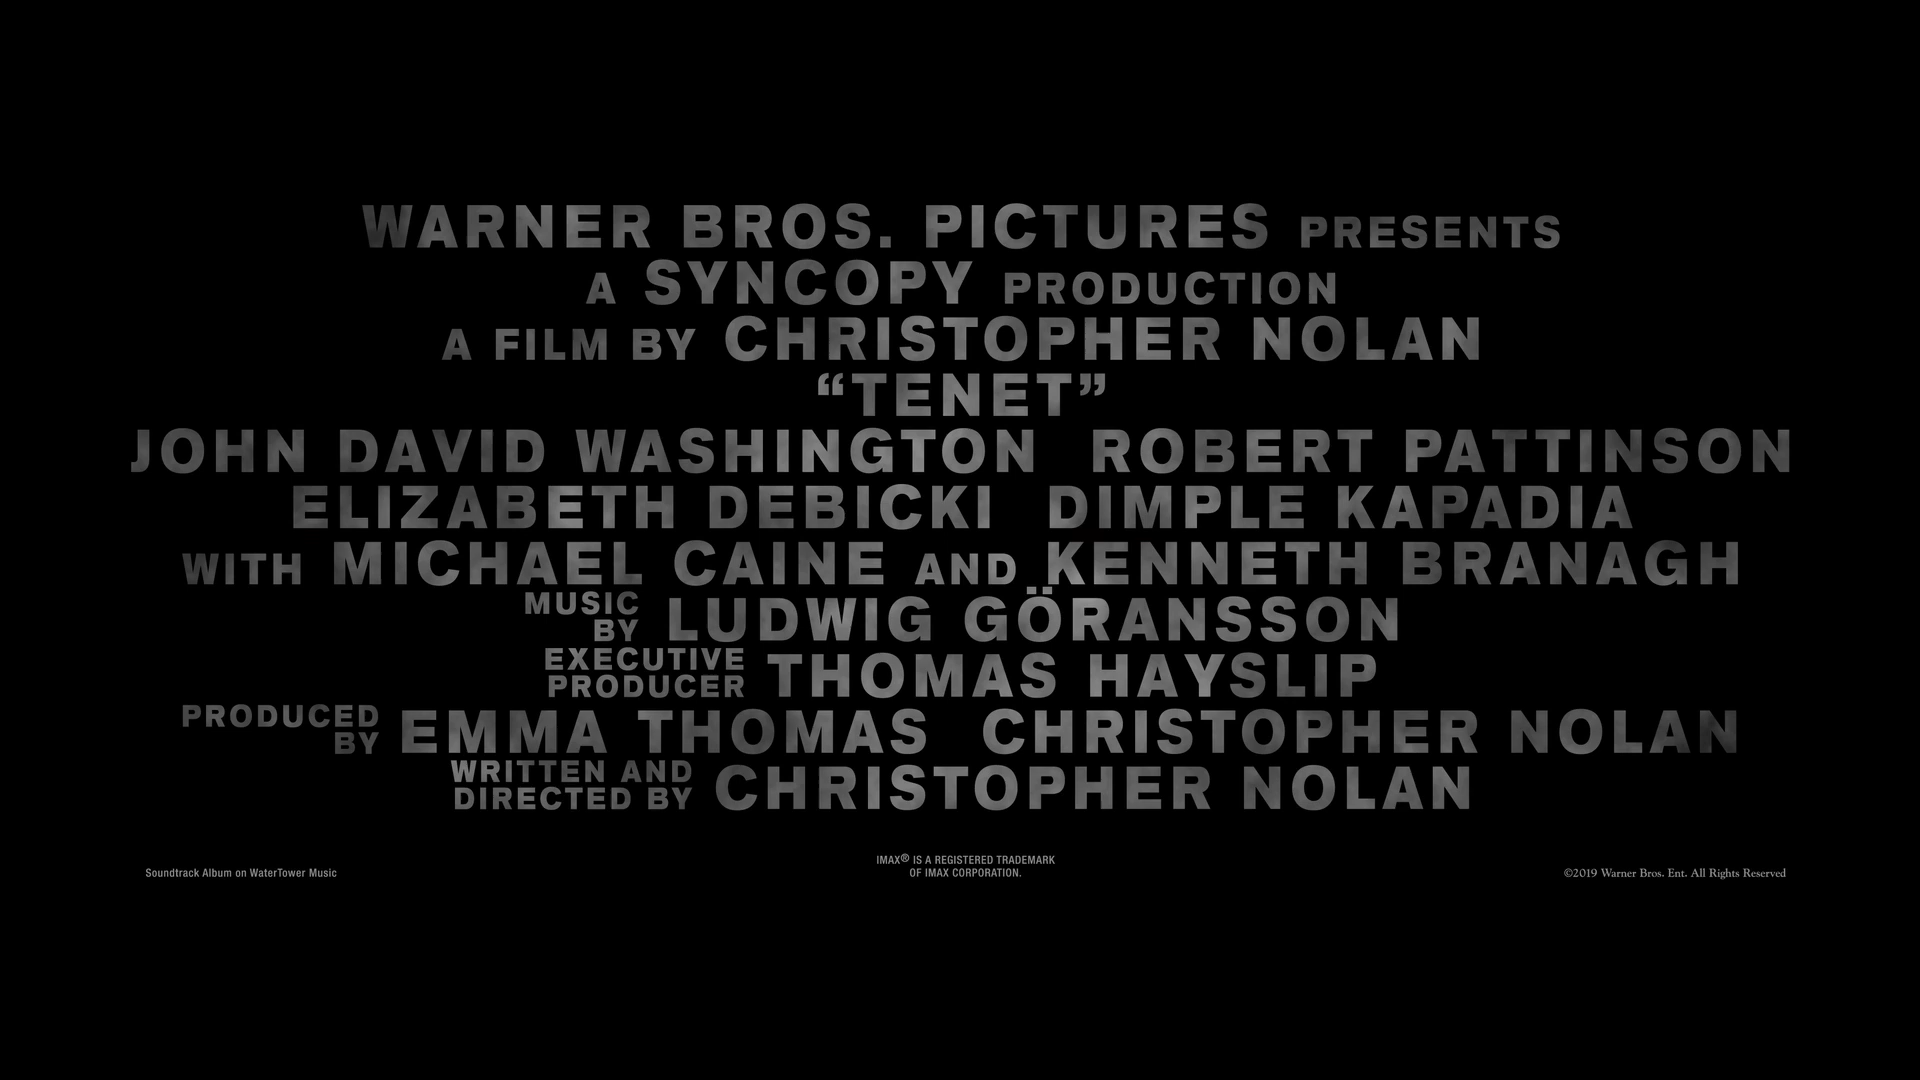 WARNER BROS. PICTURES PRESENTS
A SYNCOPY PRODUCTION
A FILM BY CHRISTOPHER NOLAN
“TENET”
JOHN DAVID WASHINGTON ROBERT PATTINSON
ELIZABETH DEBICKI DIMPLE KAPADIA
WITH MICHAEL CAINE AND KENNETH BRANAGH
MUSIC BY LUDWIG GÖRANSSON
EXECUTIVE PRODUCER THOMAS HAYSLIP
PRODUCED BY EMMA THOMAS CHRISTOPHER NOLAN
WRITTEN AND DIRECTED BY CHRISTOPHER NOLAN
Soundtrack Album on WaterTower Music
IMAX® IS A REGISTERED TRADEMARK
OF IMAX CORPORATION.
©2019 Warner Bros. Ent. All Rights Reserved